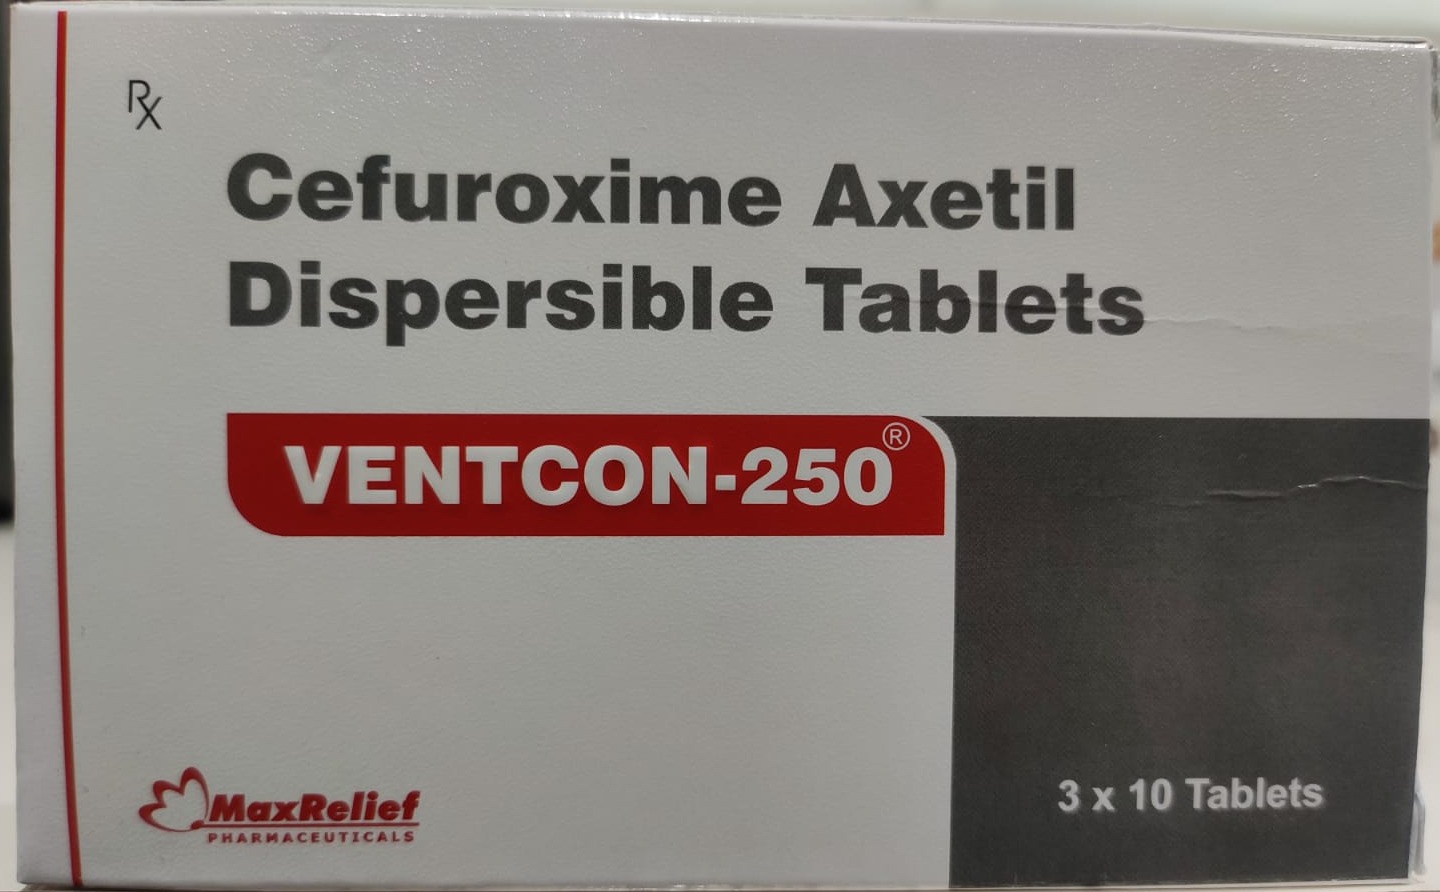 Rx
Cefuroxime Axetil
Dispersible Tablets
VENTCON-250®
MaxRelief
PHARMACEUTICALS
3 x 10 Tablets